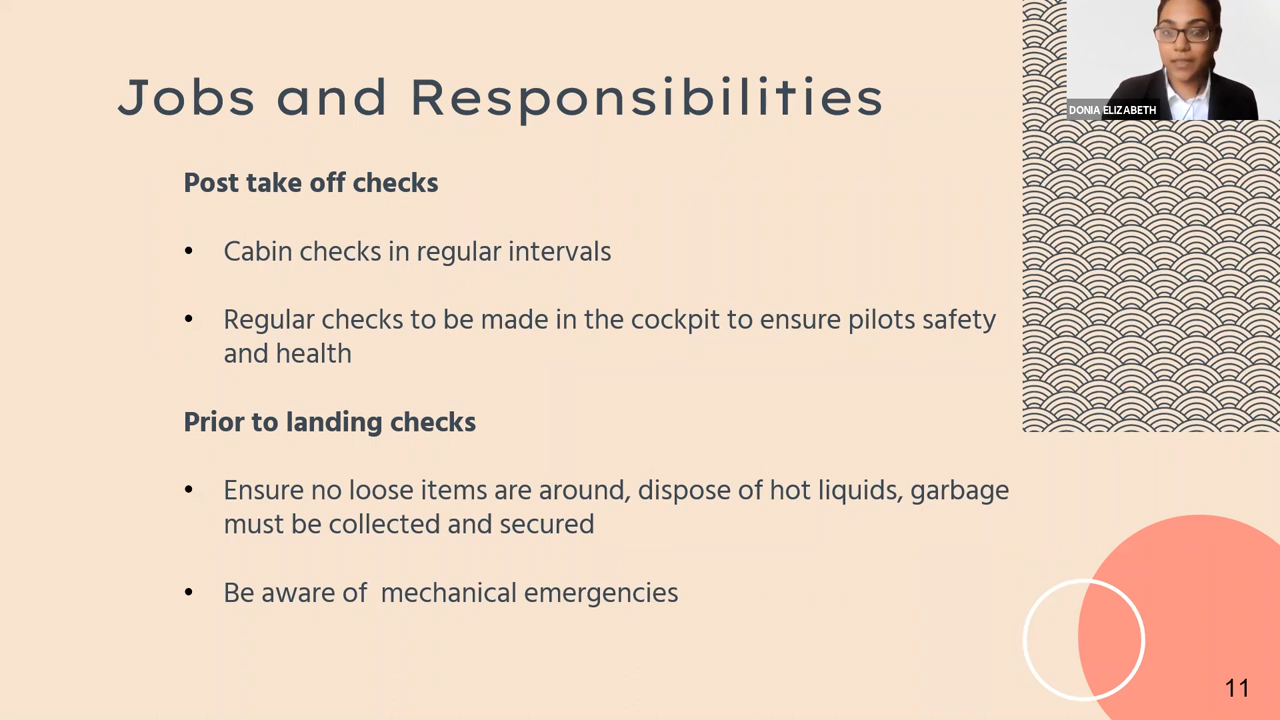 Jobs and Responsibilities
DONIA ELIZABETH
Post take off checks
• Cabin checks in regular intervals
• Regular checks to be made in the cockpit to ensure pilots safety
and health
Prior to landing checks
• Ensure no loose items are around, dispose of hot liquids, garbage
must be collected and secured
• Be aware of  mechanical emergencies
11